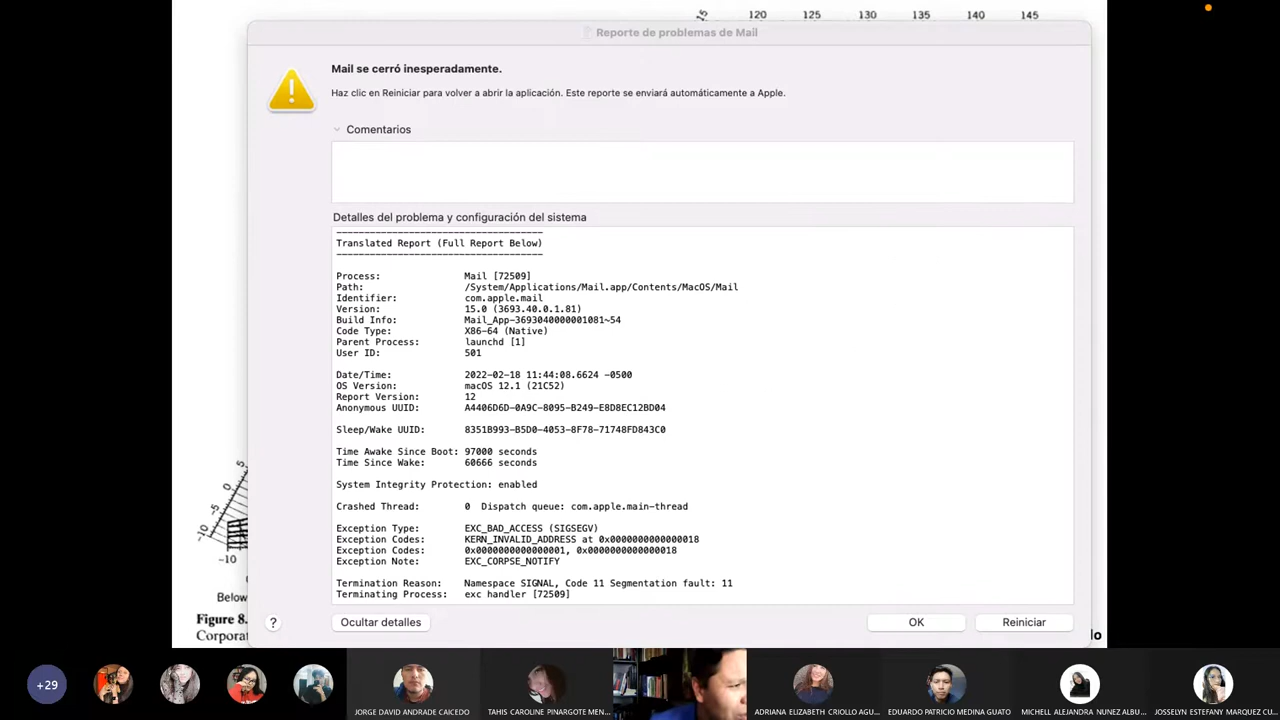 15 120 125 130 135 140 145
Reporte de problemas de Mail
Mail se cerró inesperadamente.
Haz clic en Reiniciar para volver a abrir la aplicación. Este reporte se enviará automáticamente a Apple.
Comentarios
Detalles del problema y configuración del sistema
-------------------------------------
Translated Report (Full Report Below)
-------------------------------------
Process: Mail [72509]
Path: /System/Applications/Mail.app/Contents/MacOS/Mail
Identifier: com.apple.mail
Version: 15.0 (3693.40.0.1.81)
Build Info: Mail_App-3693040000001081~54
Code Type: X86-64 (Native)
Parent Process: launchd [1]
User ID: 501
Date/Time: 2022-02-18 11:44:08.6624 -0500
OS Version: macOS 12.1 (21C52)
Report Version: 12
Anonymous UUID: A4406D6D-0A9C-8095-B249-E8D8EC12BD04
Sleep/Wake UUID: 8351B993-B5D0-4053-8F78-71748FD843C0
Time Awake Since Boot: 97000 seconds
Time Since Wake: 60666 seconds
System Integrity Protection: enabled
Crashed Thread: 0 Dispatch queue: com.apple.main-thread
Exception Type: EXC_BAD_ACCESS (SIGSEGV)
Exception Codes: KERN_INVALID_ADDRESS at 0x0000000000000018
Exception Codes: 0x0000000000000001, 0x0000000000000018
Exception Note: EXC_CORPSE_NOTIFY
Termination Reason: Namespace SIGNAL, Code 11 Segmentation fault: 11
Terminating Process: exc handler [72509]
5
0
-10
-10
Below
Figure 8.
Corporat
? Ocultar detalles OK Reiniciar
+29
JORGE DAVID ANDRADE CAICEDO
TAHIS CAROLINE PINARGOTE MEN...
ADRIANA ELIZABETH CRIOLLO AGU...
EDUARDO PATRICIO MEDINA GUATO
MICHELL ALEJANDRA NUNEZ ALBU...
JOSSELYN ESTEFANY MARQUEZ CU...